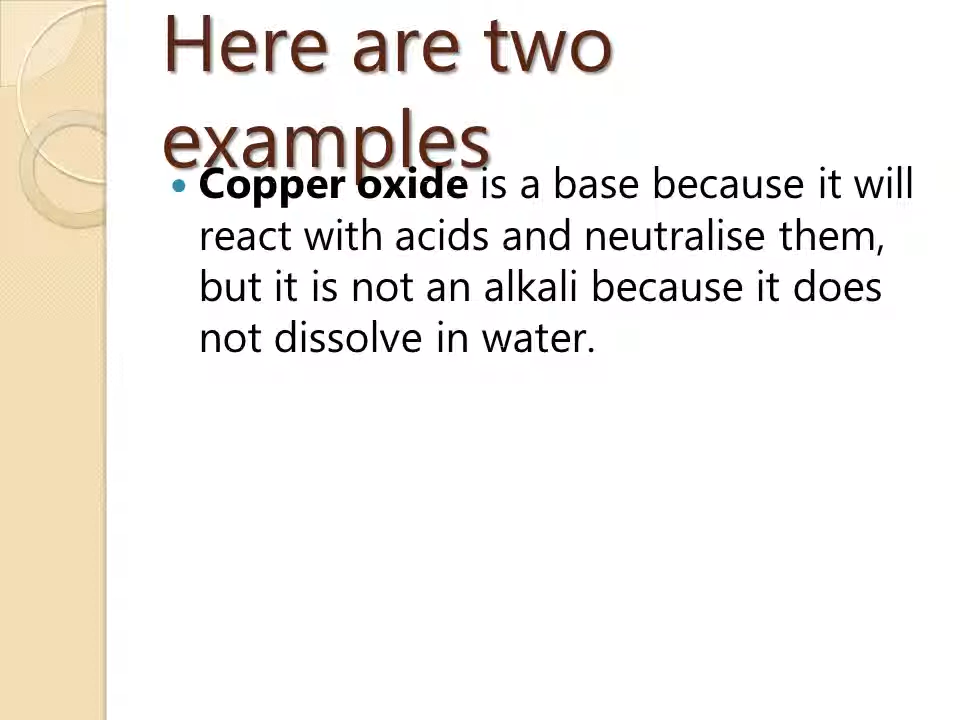 Here are two
examples
• Copper oxide is a base because it will
react with acids and neutralise them,
but it is not an alkali because it does
not dissolve in water.